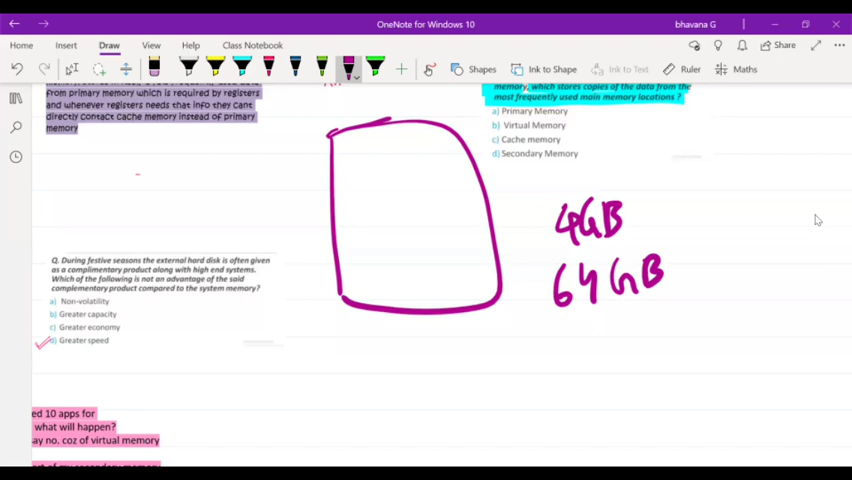 OneNote for Windows 10
bhavana G
Home Insert Draw View Help Class Notebook
Share
Shapes Ink to Shape Ink to Text Ruler Maths
from primary memory which is required by registers
and whenever registers needs that info they cant
directly contact cache memory instead of primary
memory
memory, which stores copies of the data from the
most frequently used main memory locations ?
a) Primary Memory
b) Virtual Memory
c) Cache memory
d) Secondary Memory
4GB
64GB
Q. During festive seasons the external hard disk is often given
as a complimentary product along with high end systems.
Which of the following is not an advantage of the said
complementary product compared to the system memory?
a) Non-volatility
b) Greater capacity
c) Greater economy
d) Greater speed
ed 10 apps for
what will happen?
say no, coz of virtual memory